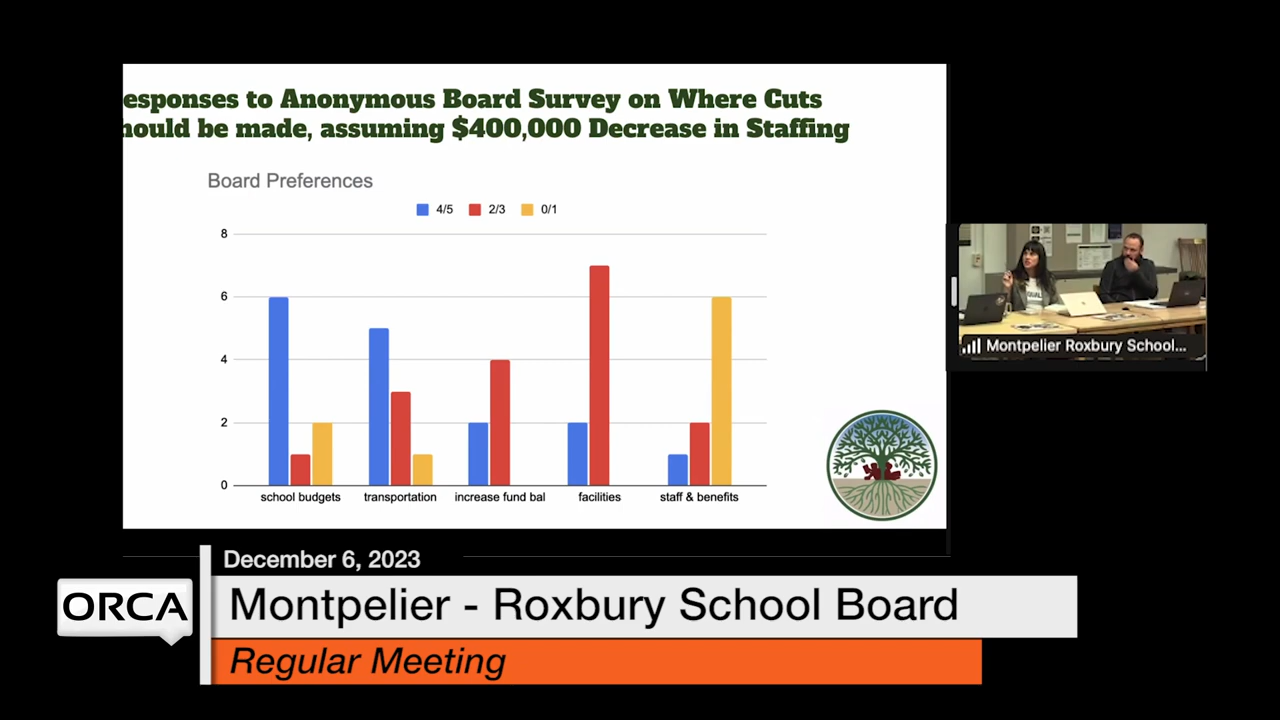 esponses to Anonymous Board Survey on Where Cuts
hould be made, assuming $400,000 Decrease in Staffing
Board Preferences
4/5 2/3 0/1
8
6
4
2
0
school budgets transportation increase fund bal facilities staff & benefits
Montpelier Roxbury School...
December 6, 2023
ORCA
Montpelier - Roxbury School Board
Regular Meeting